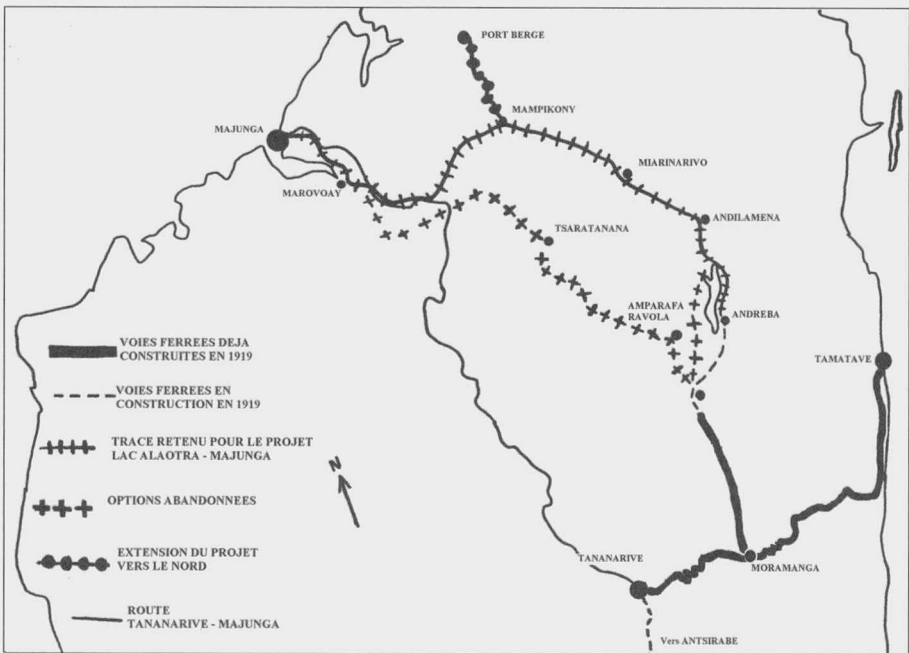 PORT BERGE
MAMPIKONY
MAJUNGA
MIARINARIVO
MAROVOAY
ANDILAMENA
TSARATANANA
AMPARAFA
RAVOLA
ANDREBA
TAMATAVE
VOIES FERREES DEJA
CONSTRUITES EN 1919
VOIES FERREES EN
CONSTRUCTION EN 1919
TRACE RETENU POUR LE PROJET
LAC ALAOTRA - MAJUNGA
N
OPTIONS ABANDONNEES
EXTENSION DU PROJET
VERS LE NORD
TANANARIVE
MORAMANGA
ROUTE
TANANARIVE - MAJUNGA
Vers ANTSIRABE